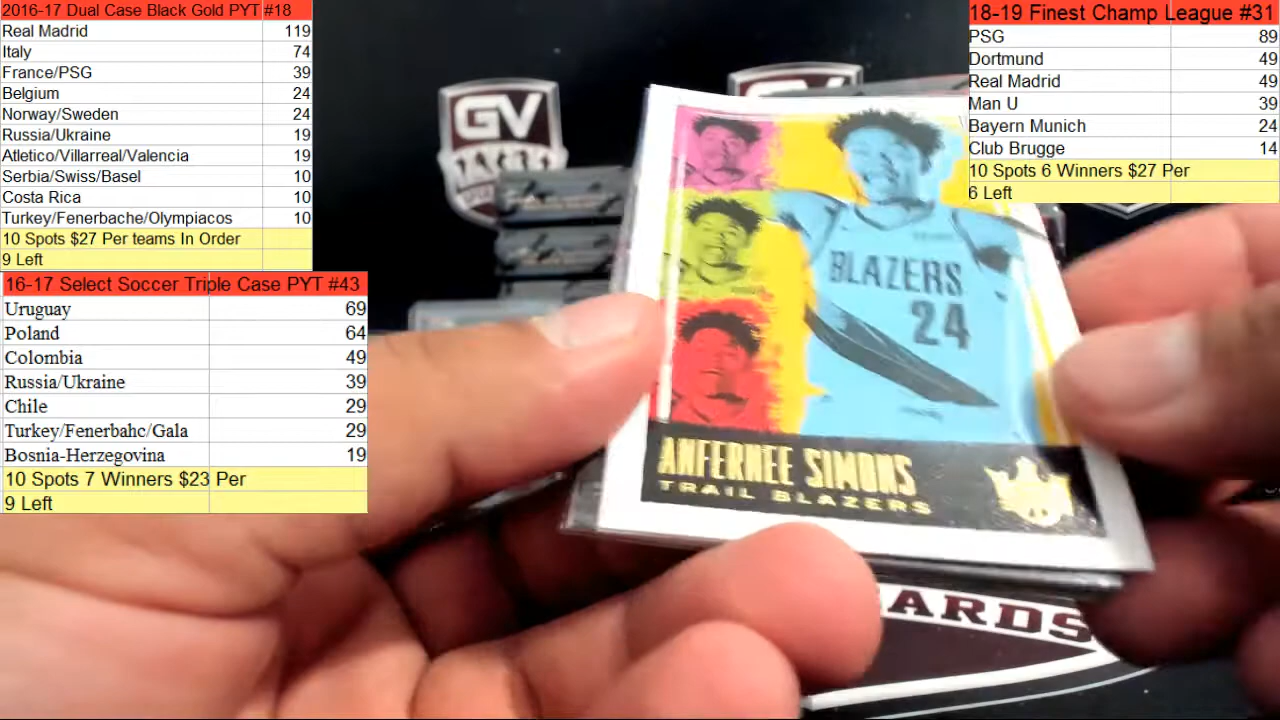 2016-17 Dual Case Black Gold PYT #18
Real Madrid 119
Italy 74
France/PSG 39
Belgium 24
Norway/Sweden 24
Russia/Ukraine 19
Atletico/Villarreal/Valencia 19
Serbia/Swiss/Basel 10
Costa Rica 10
Turkey/Fenerbache/Olympiacos 10
10 Spots $27 Per teams In Order
9 Left
16-17 Select Soccer Triple Case PYT #43
Uruguay 69
Poland 64
Colombia 49
Russia/Ukraine 39
Chile 29
Turkey/Fenerbahc/Gala 29
Bosnia-Herzegovina 19
10 Spots 7 Winners $23 Per
9 Left
18-19 Finest Champ League #31
PSG 89
Dortmund 49
Real Madrid 49
Man U 39
Bayern Munich 24
Club Brugge 14
10 Spots 6 Winners $27 Per
6 Left
GV
BLAZERS
24
ANFERNEE SIMONS
TRAIL BLAZERS
ARDS